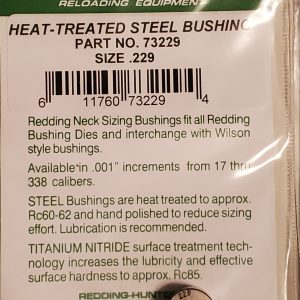 RELOADING EQUIPMENT
HEAT-TREATED STEEL BUSHING
PART NO. 73229
SIZE .229
6 11760 73229 4
Redding Neck Sizing Bushings fit all Redding
Bushing Dies and interchange with Wilson
style bushings.
Available in .001" increments from 17 thru
338 calibers.
STEEL Bushings are heat treated to approx.
Rc60-62 and hand polished to reduce sizing
effort. Lubrication is recommended.
TITANIUM NITRIDE surface treatment tech-
nology increases the lubricity and effective
surface hardness to approx. Rc85.
REDDING-HUNTER
229